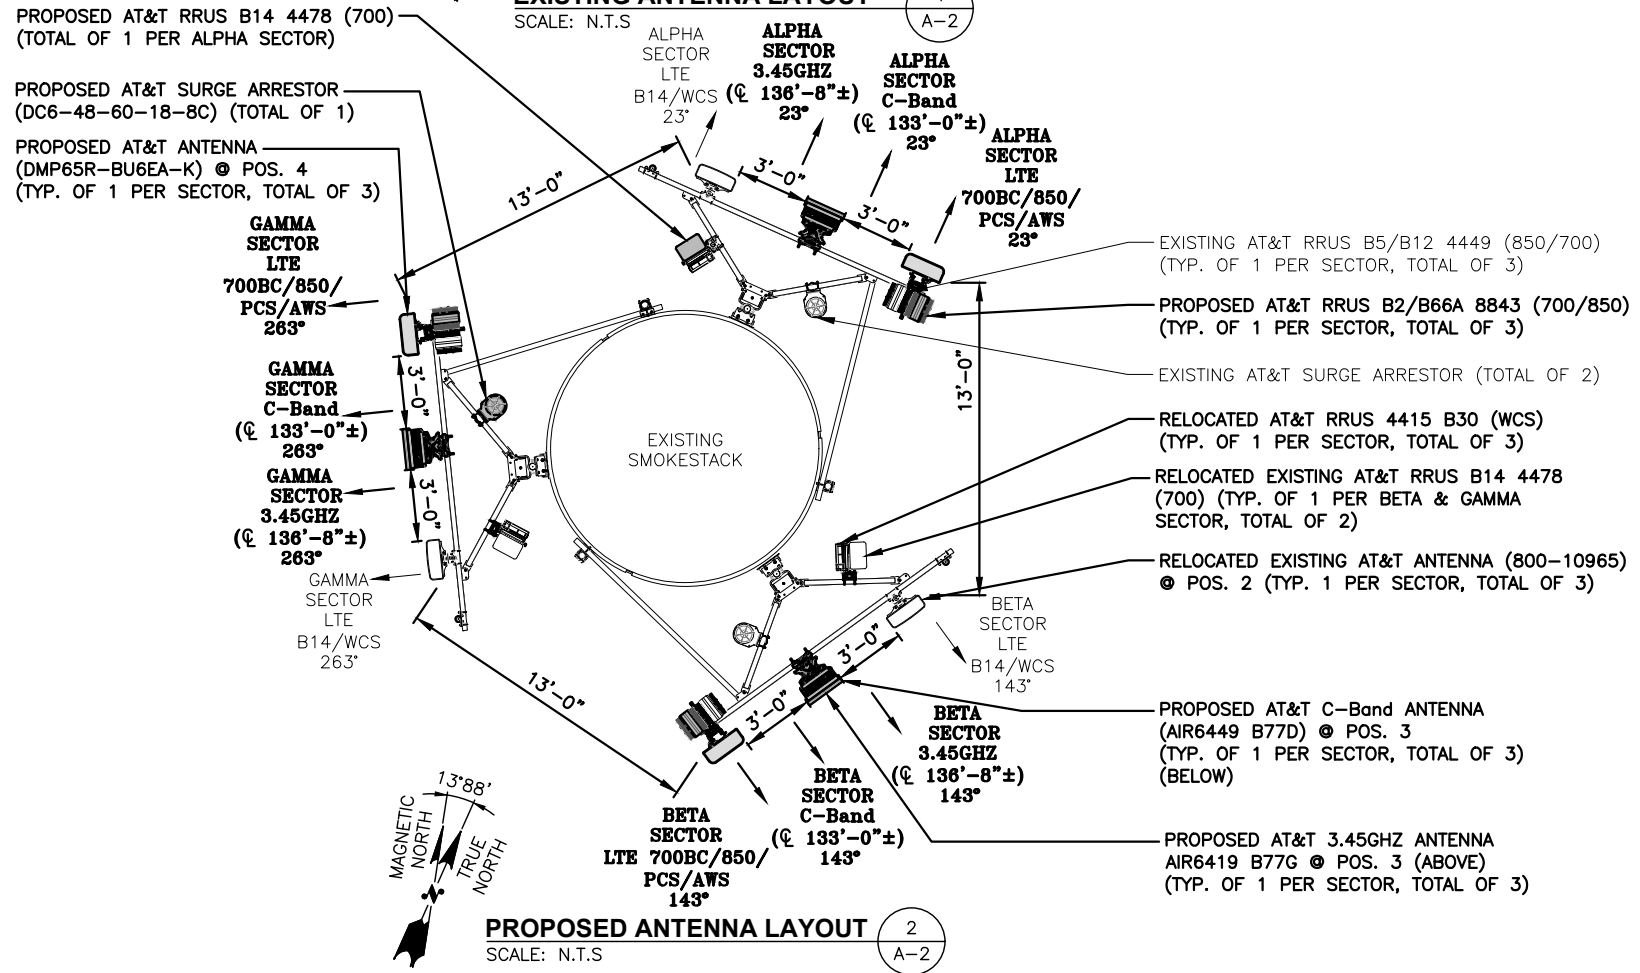 EXISTING ANTENNA LAYOUT
SCALE: N.T.S
A-2
PROPOSED AT&T RRUS B14 4478 (700)
(TOTAL OF 1 PER ALPHA SECTOR)
PROPOSED AT&T SURGE ARRESTOR
(DC6-48-60-18-8C) (TOTAL OF 1)
PROPOSED AT&T ANTENNA
(DMP65R-BU6EA-K) @ POS. 4
(TYP. OF 1 PER SECTOR, TOTAL OF 3)
ALPHA
SECTOR
LTE
B14/WCS
23°
ALPHA
SECTOR
3.45GHZ
(℄ 136'-8"±)
23°
ALPHA
SECTOR
C-Band
(℄ 133'-0"±)
23°
ALPHA
SECTOR
LTE
700BC/850/
PCS/AWS
23°
13'-0"
3'-0"
3'-0"
GAMMA
SECTOR
LTE
700BC/850/
PCS/AWS
263°
GAMMA
SECTOR
C-Band
(℄ 133'-0"±)
263°
GAMMA
SECTOR
3.45GHZ
(℄ 136'-8"±)
263°
GAMMA
SECTOR
LTE
B14/WCS
263°
3'-0"
3'-0"
EXISTING
SMOKESTACK
13'-0"
EXISTING AT&T RRUS B5/B12 4449 (850/700)
(TYP. OF 1 PER SECTOR, TOTAL OF 3)
PROPOSED AT&T RRUS B2/B66A 8843 (700/850)
(TYP. OF 1 PER SECTOR, TOTAL OF 3)
EXISTING AT&T SURGE ARRESTOR (TOTAL OF 2)
RELOCATED AT&T RRUS 4415 B30 (WCS)
(TYP. OF 1 PER SECTOR, TOTAL OF 3)
RELOCATED EXISTING AT&T RRUS B14 4478
(700) (TYP. OF 1 PER BETA & GAMMA
SECTOR, TOTAL OF 2)
RELOCATED EXISTING AT&T ANTENNA (800-10965)
@ POS. 2 (TYP. 1 PER SECTOR, TOTAL OF 3)
BETA
SECTOR
LTE
B14/WCS
143°
13'-0"
3'-0"
3'-0"
BETA
SECTOR
3.45GHZ
(℄ 136'-8"±)
143°
BETA
SECTOR
C-Band
(℄ 133'-0"±)
143°
BETA
SECTOR
LTE 700BC/850/
PCS/AWS
143°
PROPOSED AT&T C-Band ANTENNA
(AIR6449 B77D) @ POS. 3
(TYP. OF 1 PER SECTOR, TOTAL OF 3)
(BELOW)
PROPOSED AT&T 3.45GHZ ANTENNA
AIR6419 B77G @ POS. 3 (ABOVE)
(TYP. OF 1 PER SECTOR, TOTAL OF 3)
13°88'
MAGNETIC
NORTH
TRUE
NORTH
N
PROPOSED ANTENNA LAYOUT
2
A-2
SCALE: N.T.S